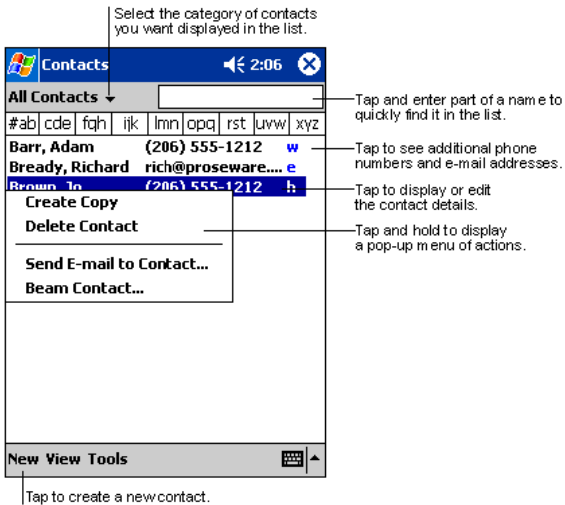 Select the category of contacts
you want displayed in the list.
Contacts 2:06
All Contacts
Tap and enter part of a name to
quickly find it in the list.
#ab cde fgh ijk lmn opq rst uvw xyz
Barr, Adam (206) 555-1212 w
Tap to see additional phone
numbers and e-mail addresses.
Bready, Richard rich@proseware.... e
Brown, Jo (206) 555-1212 h
Tap to display or edit
the contact details.
Create Copy
Delete Contact
Tap and hold to display
a pop-up menu of actions.
Send E-mail to Contact...
Beam Contact...
New View Tools
Tap to create a new contact.